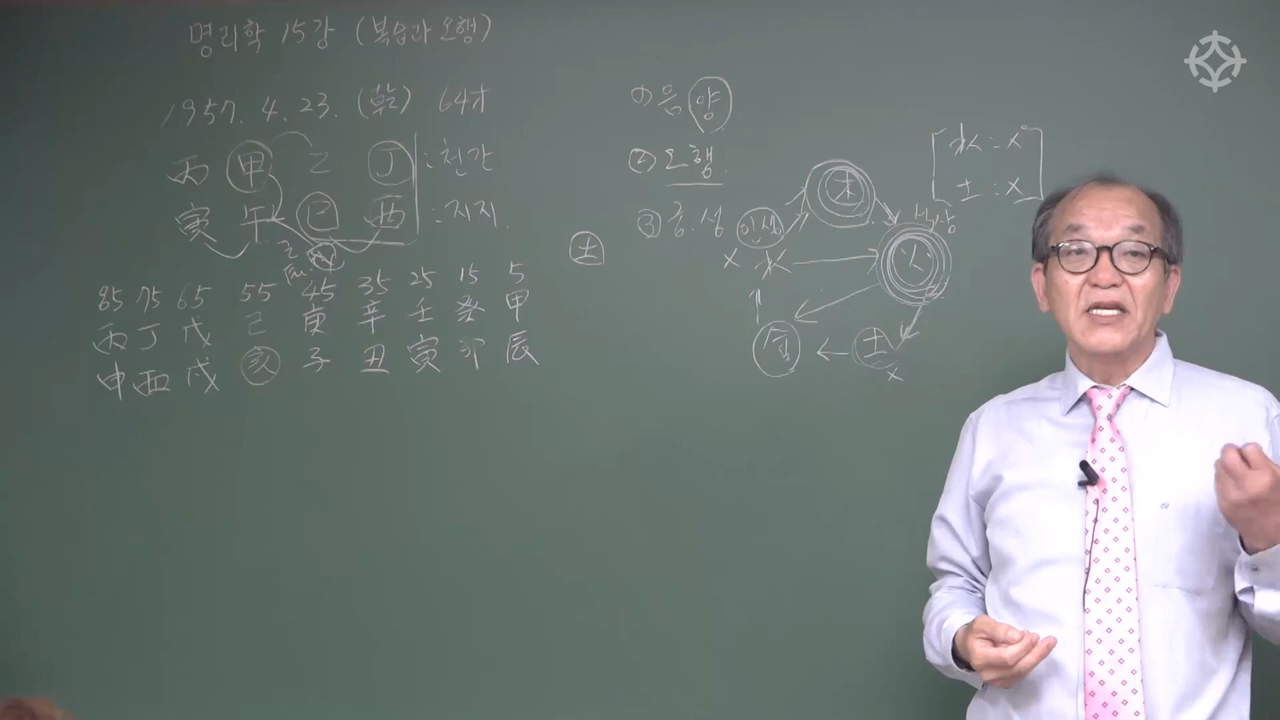 명리학 15강 (복습과 오행)
1957. 4. 23. (乾) 64才
丙 甲 乙 丁 : 천간
寅 午 巳 酉 : 지지
85 75 65 55 45 35 25 15 5
丙 丁 戊 己 庚 辛 壬 癸 甲
申 酉 戌 亥 子 丑 寅 卯 辰
① 음 양
② 오행
③
水 : x
土 : x
木
水
火
金
土
x
x
土